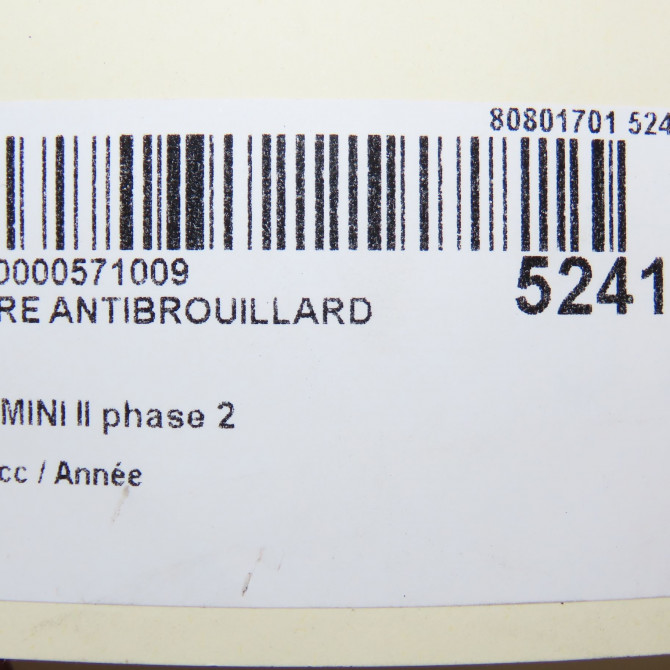 80801701 524
0000571009
5241
RE ANTIBROUILLARD
MINI II phase 2
cc / Année